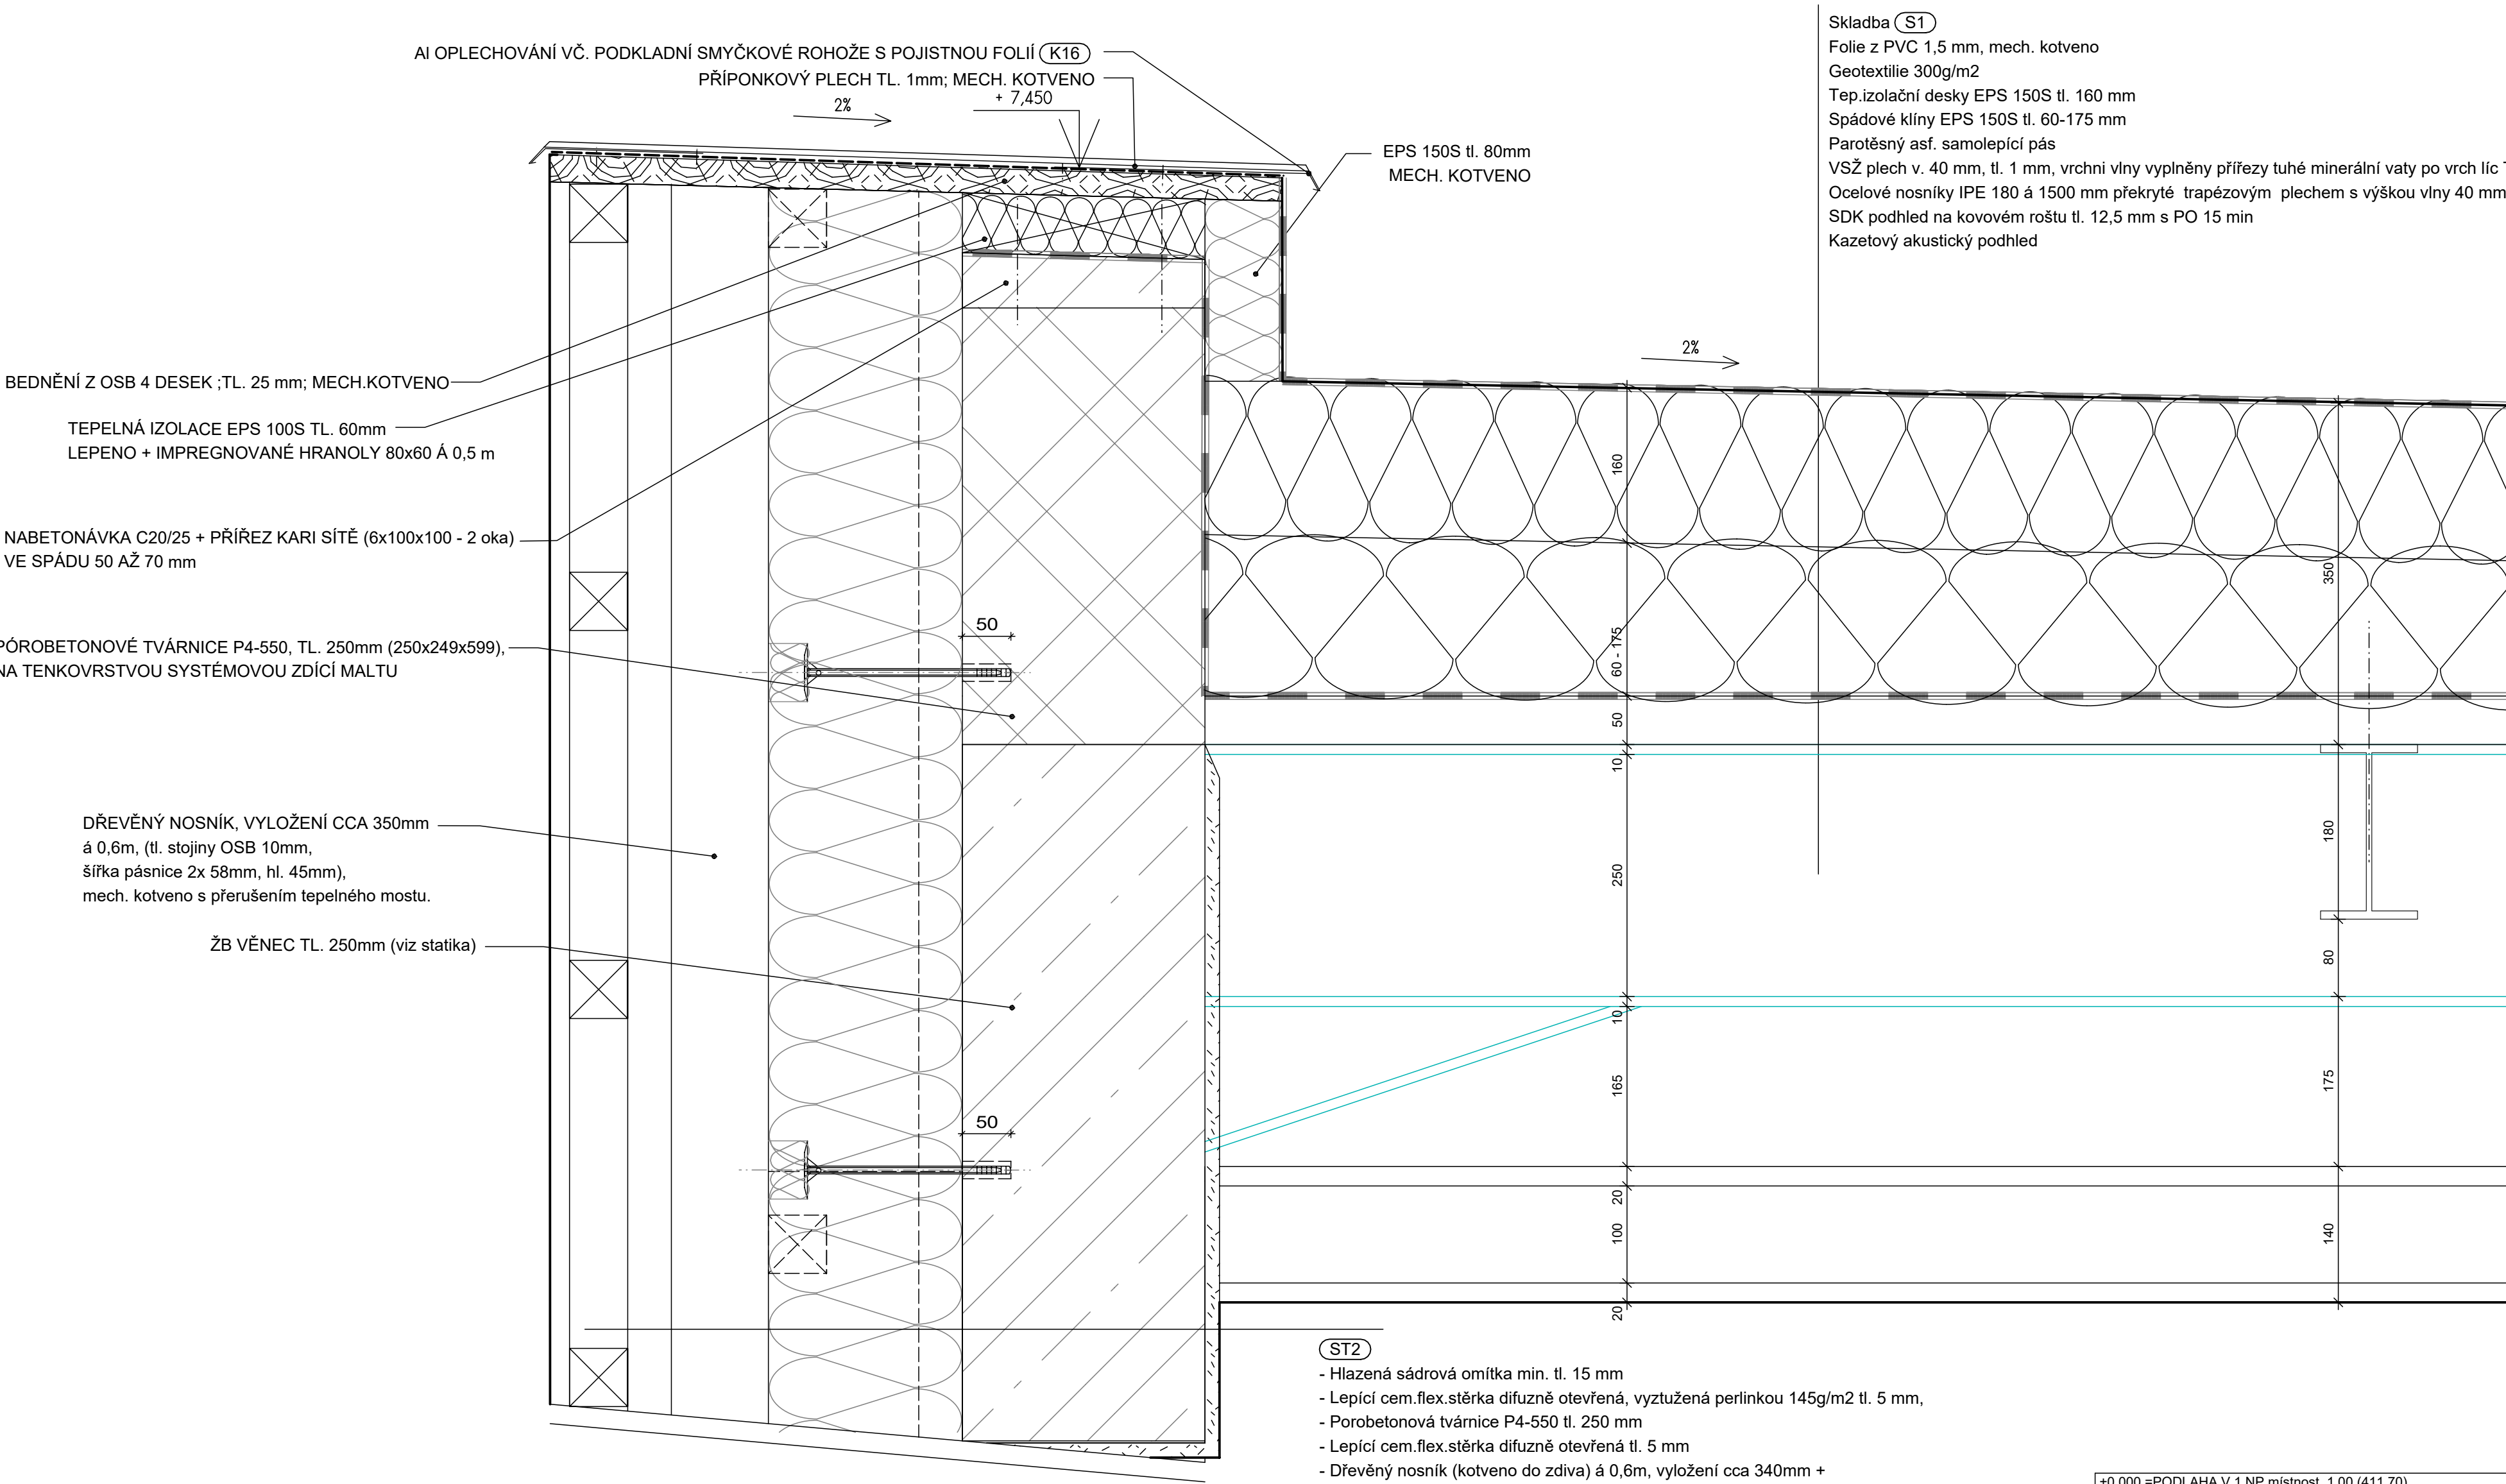 Skladba S1
Folie z PVC 1,5 mm, mech. kotveno
Geotextilie 300g/m2
Tep.izolační desky EPS 150S tl. 160 mm
Spádové klíny EPS 150S tl. 60-175 mm
Parotěsný asf. samolepící pás
VSŽ plech v. 40 mm, tl. 1 mm, vrchni vlny vyplněny přířezy tuhé minerální vaty po vrch líc
Ocelové nosníky IPE 180 á 1500 mm překryté trapézovým plechem s výškou vlny 40 mm
SDK podhled na kovovém roštu tl. 12,5 mm s PO 15 min
Kazetový akustický podhled
Al OPLECHOVÁNÍ VČ. PODKLADNÍ SMYČKOVÉ ROHOŽE S POJISTNOU FOLIÍ K16
PŘÍPONKOVÝ PLECH TL. 1mm; MECH. KOTVENO
2%
+ 7,450
EPS 150S tl. 80mm
MECH. KOTVENO
2%
BEDNĚNÍ Z OSB 4 DESEK ;TL. 25 mm; MECH.KOTVENO
TEPELNÁ IZOLACE EPS 100S TL. 60mm
LEPENO + IMPREGNOVANÉ HRANOLY 80x60 Á 0,5 m
NABETONÁVKA C20/25 + PŘÍŘEZ KARI SÍTĚ (6x100x100 - 2 oka)
VE SPÁDU 50 AŽ 70 mm
PÓROBETONOVÉ TVÁRNICE P4-550, TL. 250mm (250x249x599),
NA TENKOVRSTVOU SYSTÉMOVOU ZDÍCÍ MALTU
DŘEVĚNÝ NOSNÍK, VYLOŽENÍ CCA 350mm
á 0,6m, (tl. stojiny OSB 10mm,
šířka pásnice 2x 58mm, hl. 45mm),
mech. kotveno s přerušením tepelného mostu.
ŽB VĚNEC TL. 250mm (viz statika)
50
50
160
60 - 175
50
10
250
10
165
20
100
20
350
180
80
175
140
ST2
- Hlazená sádrová omítka min. tl. 15 mm
- Lepící cem.flex.stěrka difuzně otevřená, vyztužená perlinkou 145g/m2 tl. 5 mm,
- Porobetonová tvárnice P4-550 tl. 250 mm
- Lepící cem.flex.stěrka difuzně otevřená tl. 5 mm
- Dřevěný nosník (kotveno do zdiva) á 0,6m, vyložení cca 340mm +
±0,000 =PODLAHA V 1.NP místnost 1.00 (411,70)